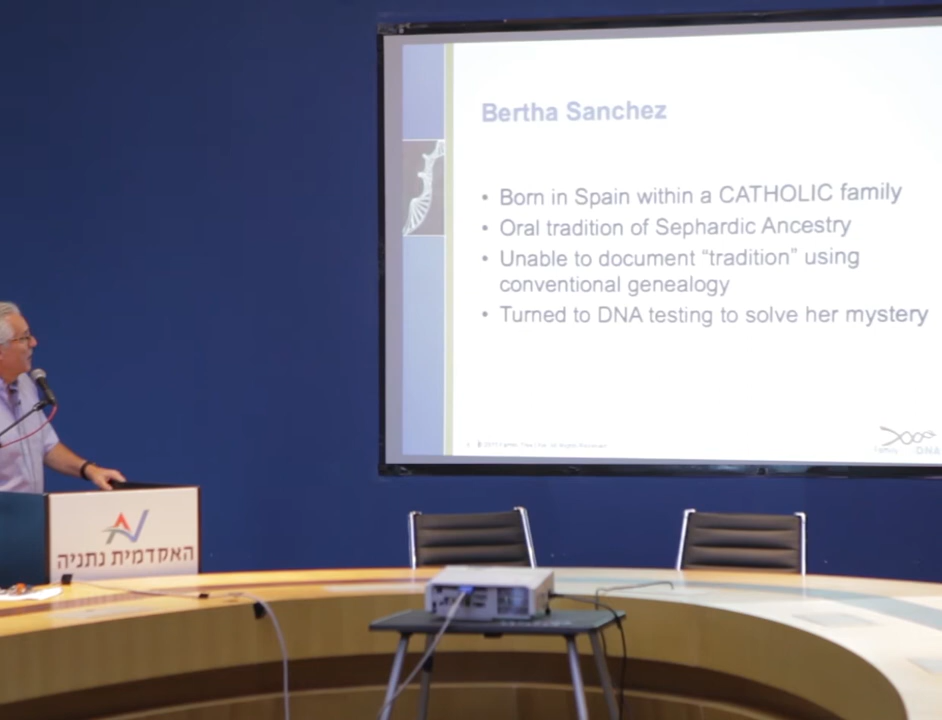 Bertha Sanchez
• Born in Spain within a CATHOLIC family
• Oral tradition of Sephardic Ancestry
• Unable to document “tradition” using
conventional genealogy
• Turned to DNA testing to solve her mystery
Family DNA
האקדמית נתניה